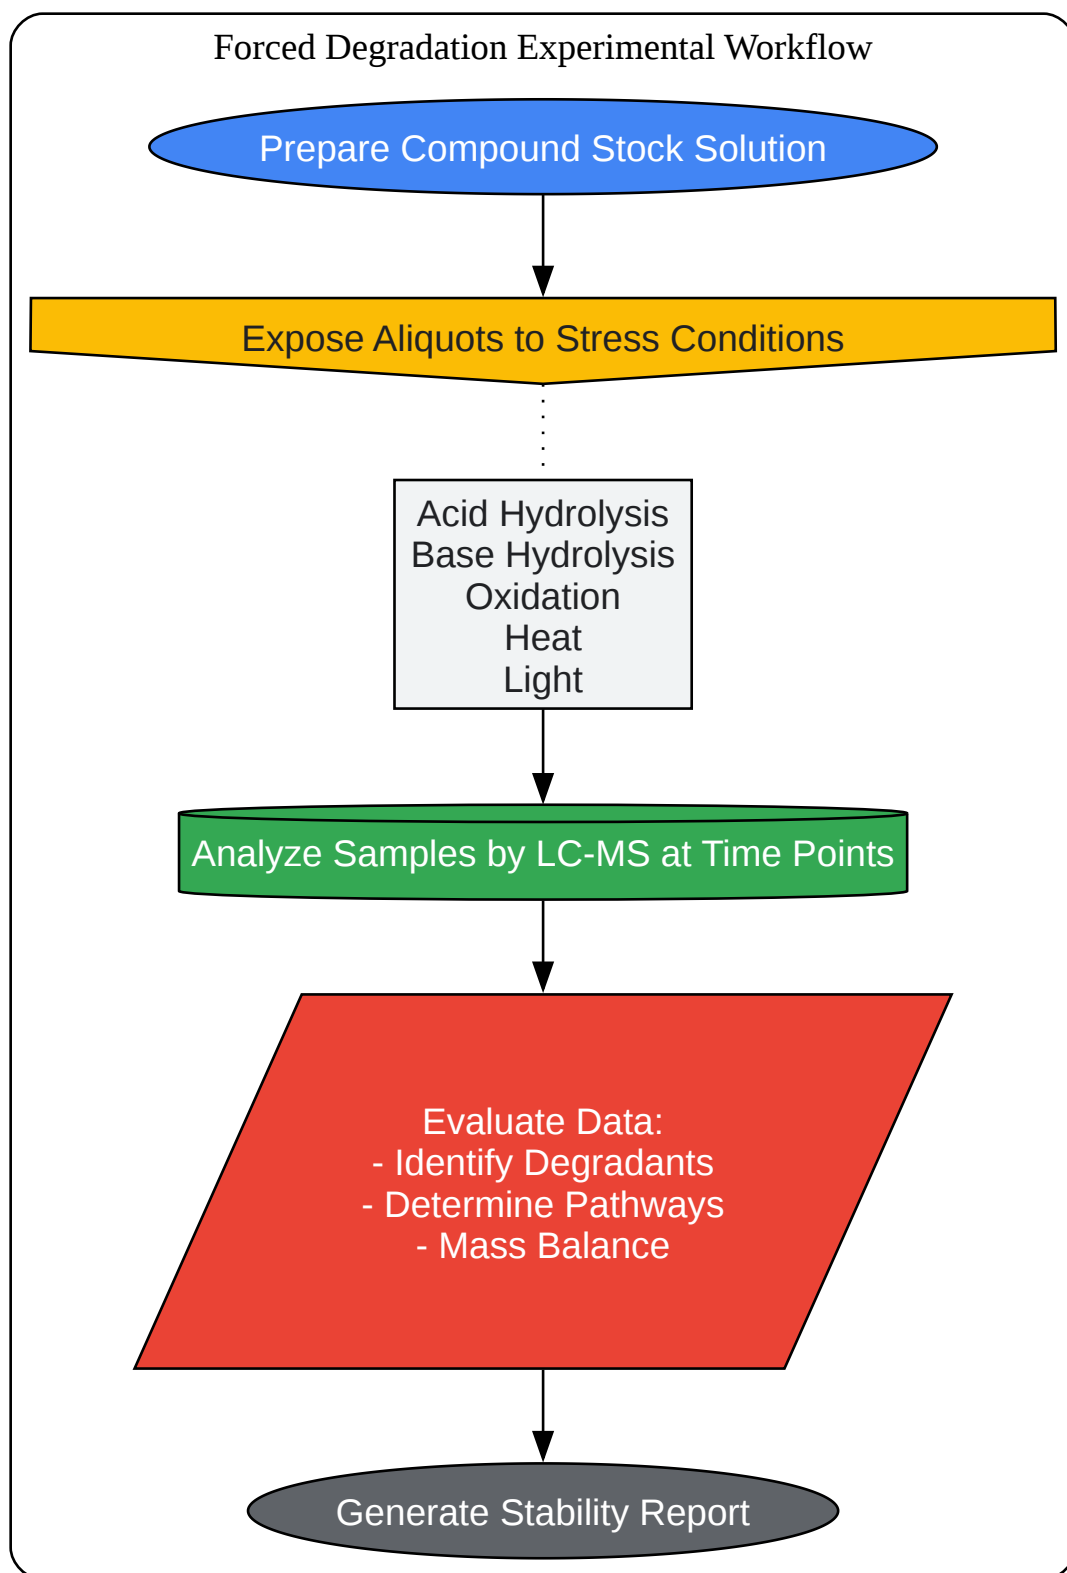 Forced Degradation Experimental Workflow
Prepare Compound Stock Solution
Expose Aliquots to Stress Conditions
Acid Hydrolysis
Base Hydrolysis
Oxidation
Heat
Light
Analyze Samples by LC-MS at Time Points
Evaluate Data:
- Identify Degradants
- Determine Pathways
- Mass Balance
Generate Stability Report